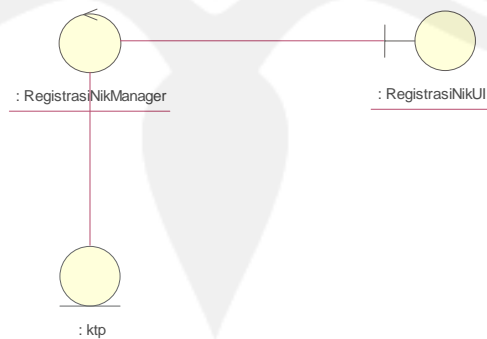 : RegistrasiNikManager
: RegistrasiNikUI
: ktp